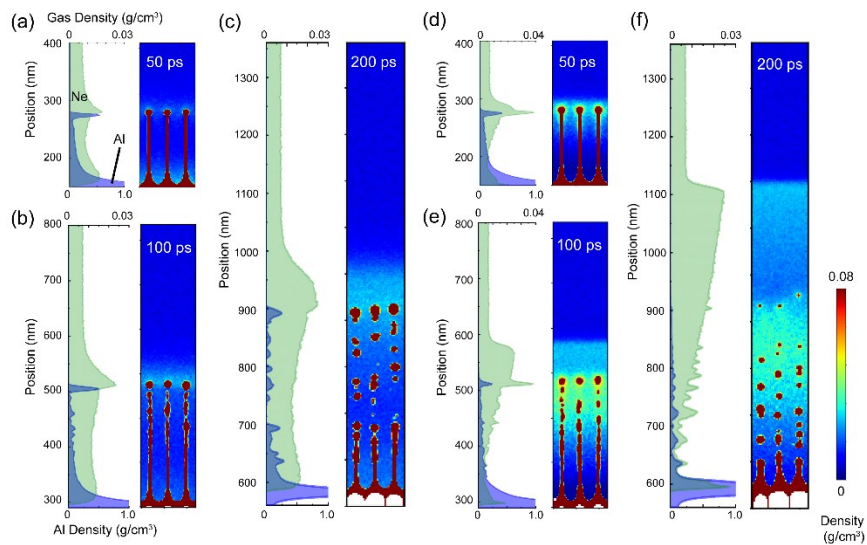 (a) Gas Density (g/cm³)
0 0.03
400
300
200
Position (nm)
Ne
Al
0 1.0
50 ps
(b)
0 0.03
800
700
600
500
400
300
Position (nm)
0 1.0
Al Density (g/cm³)
100 ps
(c)
0 0.03
1300
1200
1100
1000
900
800
700
600
Position (nm)
0 1.0
200 ps
(d)
0 0.04
400
300
200
Position (nm)
0 1.0
50 ps
(e)
0 0.04
800
700
600
500
400
300
Position (nm)
0 1.0
100 ps
(f)
0 0.04
1300
1200
1100
1000
900
800
700
600
Position (nm)
0 1.0
200 ps
0.08
0
Density
(g/cm³)